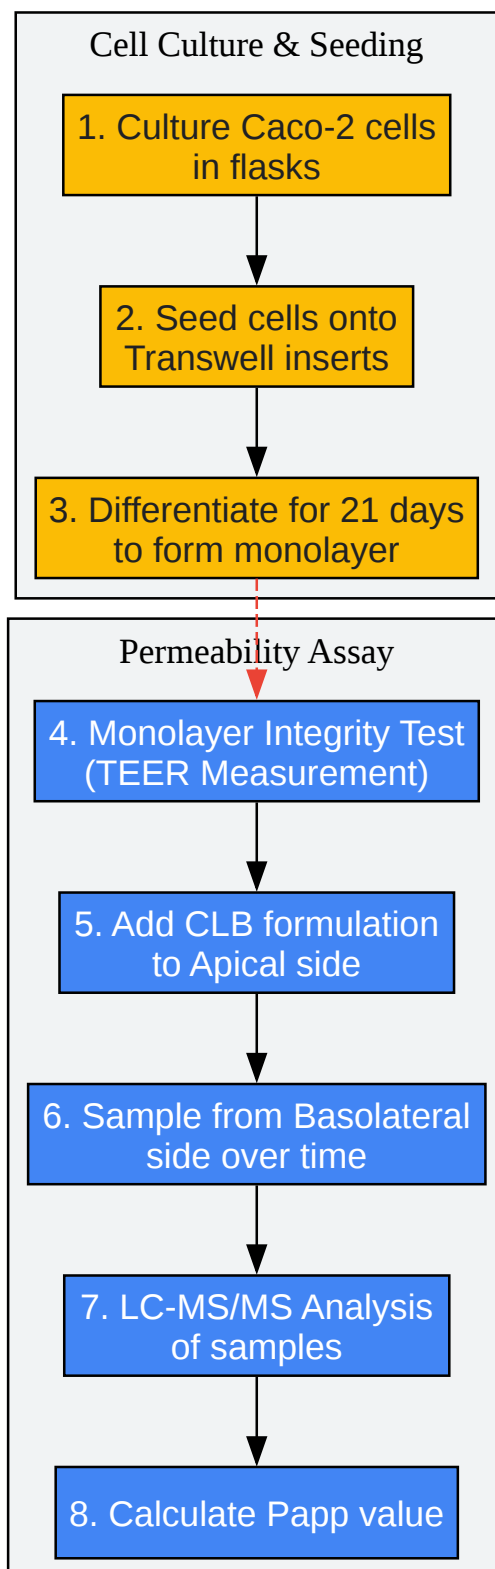 Cell Culture & Seeding
1. Culture Caco-2 cells
in flasks
2. Seed cells onto
Transwell inserts
3. Differentiate for 21 days
to form monolayer
Permeability Assay
4. Monolayer Integrity Test
(TEER Measurement)
5. Add CLB formulation
to Apical side
6. Sample from Basolateral
side over time
7. LC-MS/MS Analysis
of samples
8. Calculate Papp value